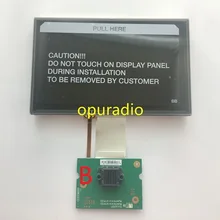 PULL HERE
CAUTION!!!
DO NOT TOUCH ON DISPLAY PANEL
DURING INSTALLATION
TO BE REMOVED BY CUSTOMER
opuradio
B